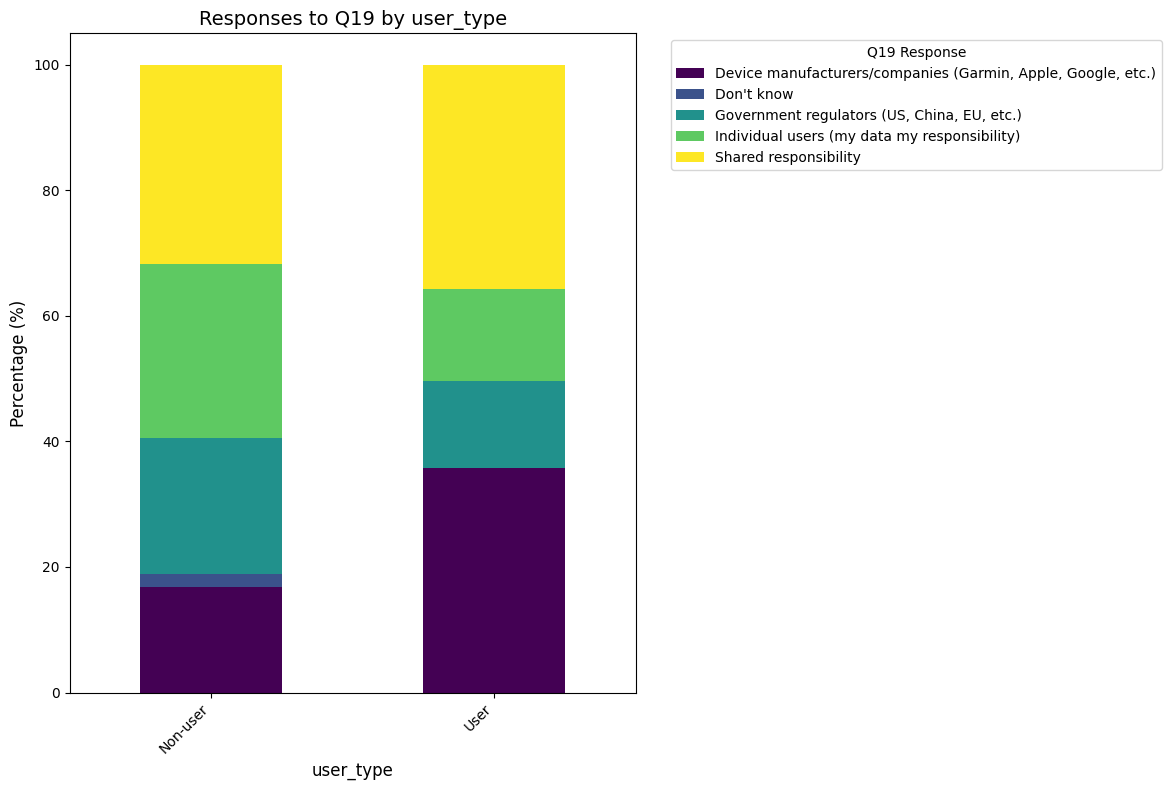 Responses to Q19 by user_type
Q19 Response
Device manufacturers/companies (Garmin, Apple, Google, etc.)
Don't know
Government regulators (US, China, EU, etc.)
Individual users (my data my responsibility)
Shared responsibility
Percentage (%)
100
80
60
40
20
0
Non-user
User
user_type